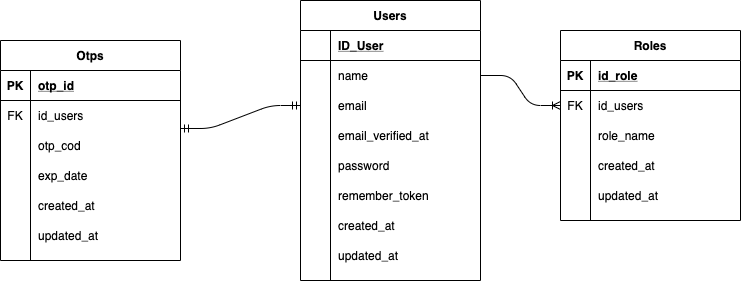 Otps
PK otp_id
FK id_users
otp_cod
exp_date
created_at
updated_at
Users
ID_User
name
email
email_verified_at
password
remember_token
created_at
updated_at
Roles
PK id_role
FK id_users
role_name
created_at
updated_at